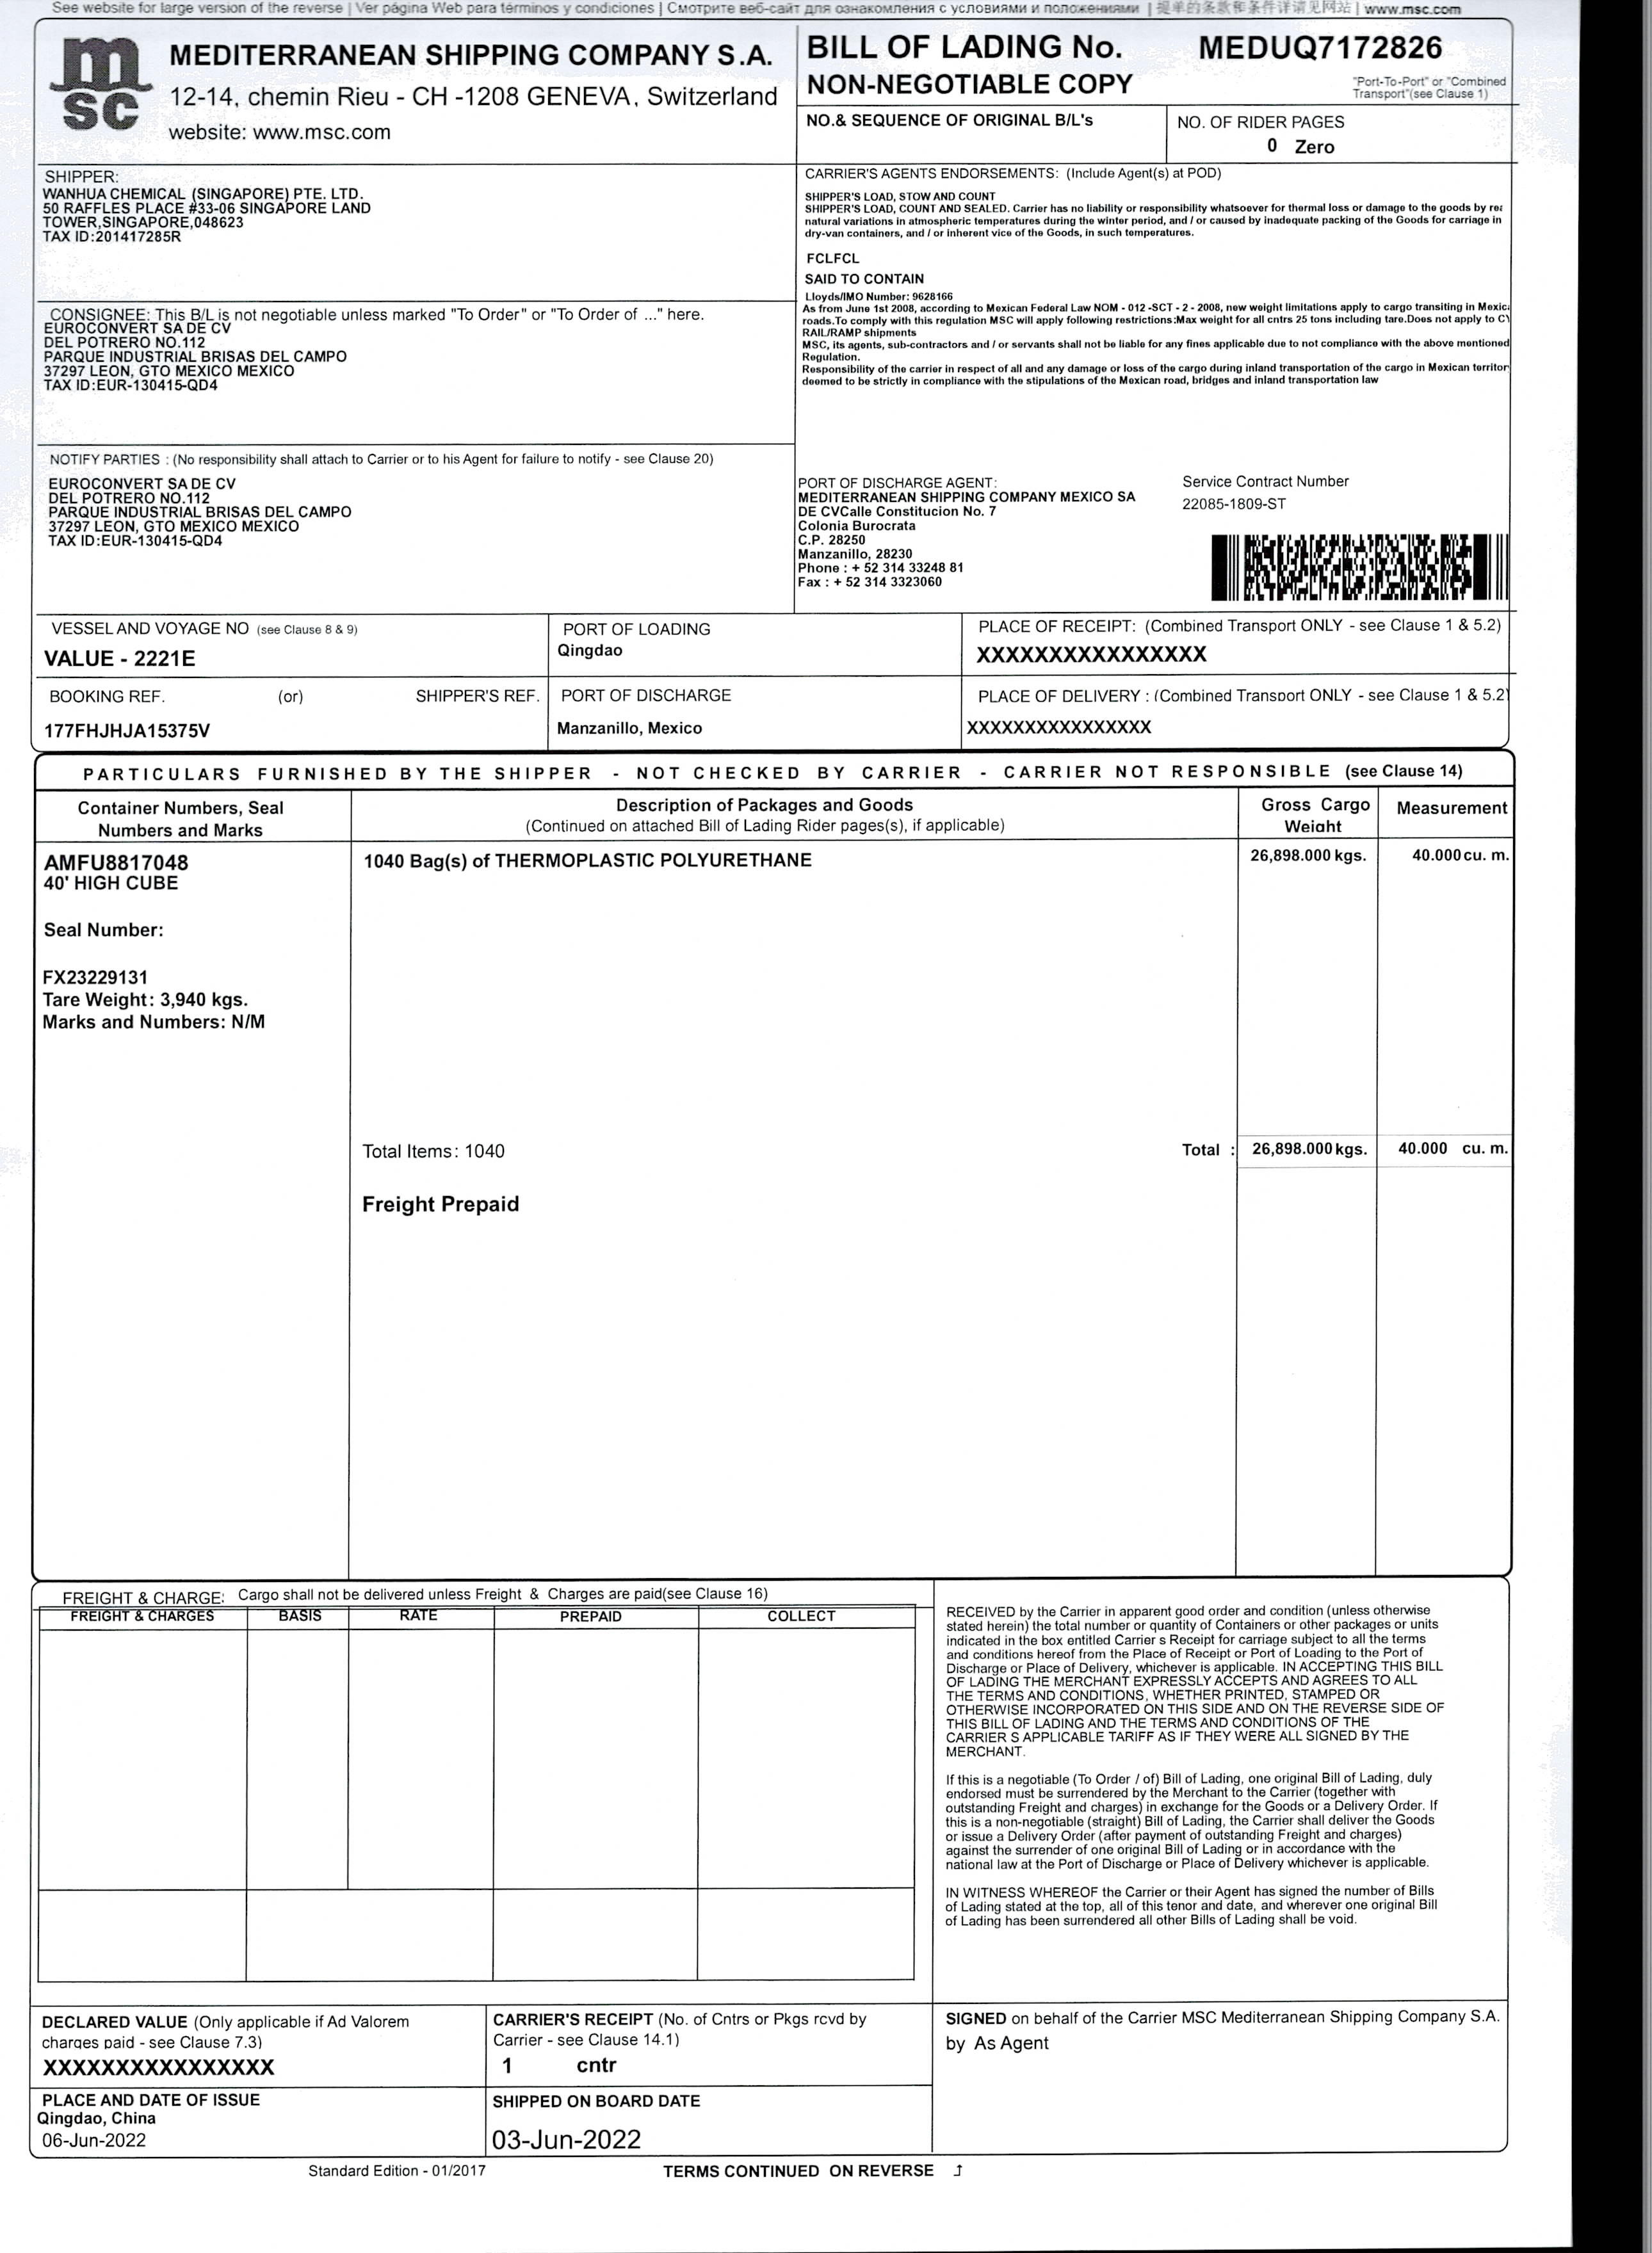 See website for large version of the reverse | Ver página Web para términos y condiciones | Смотрите веб-сайт для ознакомления с условиями и положениями | 提单的条款和条件详请见网站 | www.msc.com
m
sc
MEDITERRANEAN SHIPPING COMPANY S.A.
12-14, chemin Rieu - CH -1208 GENEVA, Switzerland
website: www.msc.com
BILL OF LADING No. MEDUQ7172826
NON-NEGOTIABLE COPY
"Port-To-Port" or "Combined
Transport"(see Clause 1)
NO.& SEQUENCE OF ORIGINAL B/L's
NO. OF RIDER PAGES
0 Zero
SHIPPER:
WANHUA CHEMICAL (SINGAPORE) PTE. LTD.
50 RAFFLES PLACE #33-06 SINGAPORE LAND
TOWER,SINGAPORE,048623
TAX ID:201417285R
CARRIER'S AGENTS ENDORSEMENTS: (Include Agent(s) at POD)
SHIPPER'S LOAD, STOW AND COUNT
SHIPPER'S LOAD, COUNT AND SEALED. Carrier has no liability or responsibility whatsoever for thermal loss or damage to the goods by
natural variations in atmospheric temperatures during the winter period, and / or caused by inadequate packing of the Goods for carriage in
dry-van containers, and / or inherent vice of the Goods, in such temperatures.
FCLFCL
SAID TO CONTAIN
Lloyds/IMO Number: 9628166
As from June 1st 2008, according to Mexican Federal Law NOM - 012 -SCT - 2 - 2008, new weight limitations apply to cargo transiting in
roads.To comply with this regulation MSC will apply following restrictions:Max weight for all cntrs 25 tons including tare.Does not apply to
RAIL/RAMP shipments
MSC, its agents, sub-contractors and / or servants shall not be liable for any fines applicable due to not compliance with the above mentioned
Regulation.
Responsibility of the carrier in respect of all and any damage or loss of the cargo during inland transportation of the cargo in Mexican territor
deemed to be strictly in compliance with the stipulations of the Mexican road, bridges and inland transportation law
CONSIGNEE: This B/L is not negotiable unless marked "To Order" or "To Order of ..." here.
EUROCONVERT SA DE CV
DEL POTRERO NO.112
PARQUE INDUSTRIAL BRISAS DEL CAMPO
37297 LEON, GTO MEXICO MEXICO
TAX ID:EUR-130415-QD4
NOTIFY PARTIES : (No responsibility shall attach to Carrier or to his Agent for failure to notify - see Clause 20)
EUROCONVERT SA DE CV
DEL POTRERO NO.112
PARQUE INDUSTRIAL BRISAS DEL CAMPO
37297 LEON, GTO MEXICO MEXICO
TAX ID:EUR-130415-QD4
PORT OF DISCHARGE AGENT:
MEDITERRANEAN SHIPPING COMPANY MEXICO SA
DE CVCalle Constitucion No. 7
Colonia Burocrata
C.P. 28250
Manzanillo, 28230
Phone : + 52 314 33248 81
Fax : + 52 314 3323060
Service Contract Number
22085-1809-ST
VESSEL AND VOYAGE NO (see Clause 8 & 9)
VALUE - 2221E
PORT OF LOADING
Qingdao
PLACE OF RECEIPT: (Combined Transport ONLY - see Clause 1 & 5.2)
XXXXXXXXXXXXXXXX
BOOKING REF. (or) SHIPPER'S REF.
177FHJHJA15375V
PORT OF DISCHARGE
Manzanillo, Mexico
PLACE OF DELIVERY : (Combined Transport ONLY - see Clause 1 & 5.2)
XXXXXXXXXXXXXXX
PARTICULARS FURNISHED BY THE SHIPPER - NOT CHECKED BY CARRIER - CARRIER NOT RESPONSIBLE (see Clause 14)
Container Numbers, Seal
Numbers and Marks
Description of Packages and Goods
(Continued on attached Bill of Lading Rider pages(s), if applicable)
Gross Cargo
Weight
Measurement
AMFU8817048
40' HIGH CUBE
1040 Bag(s) of THERMOPLASTIC POLYURETHANE
26,898.000 kgs.
40.000 cu. m.
Seal Number:
FX23229131
Tare Weight: 3,940 kgs.
Marks and Numbers: N/M
Total Items: 1040
Total : 26,898.000 kgs. 40.000 cu. m.
Freight Prepaid
FREIGHT & CHARGE: Cargo shall not be delivered unless Freight & Charges are paid(see Clause 16)
FREIGHT & CHARGES BASIS RATE PREPAID COLLECT
RECEIVED by the Carrier in apparent good order and condition (unless otherwise
stated herein) the total number or quantity of Containers or other packages or units
indicated in the box entitled Carrier s Receipt for carriage subject to all the terms
and conditions hereof from the Place of Receipt or Port of Loading to the Port of
Discharge or Place of Delivery, whichever is applicable. IN ACCEPTING THIS BILL
OF LADING THE MERCHANT EXPRESSLY ACCEPTS AND AGREES TO ALL
THE TERMS AND CONDITIONS, WHETHER PRINTED, STAMPED OR
OTHERWISE INCORPORATED ON THIS SIDE AND ON THE REVERSE SIDE OF
THIS BILL OF LADING AND THE TERMS AND CONDITIONS OF THE
CARRIER S APPLICABLE TARIFF AS IF THEY WERE ALL SIGNED BY THE
MERCHANT.
If this is a negotiable (To Order / of) Bill of Lading, one original Bill of Lading, duly
endorsed must be surrendered by the Merchant to the Carrier (together with
outstanding Freight and charges) in exchange for the Goods or a Delivery Order. If
this is a non-negotiable (straight) Bill of Lading, the Carrier shall deliver the Goods
or issue a Delivery Order (after payment of outstanding Freight and charges)
against the surrender of one original Bill of Lading or in accordance with the
national law at the Port of Discharge or Place of Delivery whichever is applicable.
IN WITNESS WHEREOF the Carrier or their Agent has signed the number of Bills
of Lading stated at the top, all of this tenor and date, and wherever one original Bill
of Lading has been surrendered all other Bills of Lading shall be void.
DECLARED VALUE (Only applicable if Ad Valorem
charges paid - see Clause 7.3)
XXXXXXXXXXXXXXXX
CARRIER'S RECEIPT (No. of Cntrs or Pkgs rcvd by
Carrier - see Clause 14.1)
1 cntr
SIGNED on behalf of the Carrier MSC Mediterranean Shipping Company S.A.
by As Agent
PLACE AND DATE OF ISSUE
Qingdao, China
06-Jun-2022
SHIPPED ON BOARD DATE
03-Jun-2022
Standard Edition - 01/2017
TERMS CONTINUED ON REVERSE